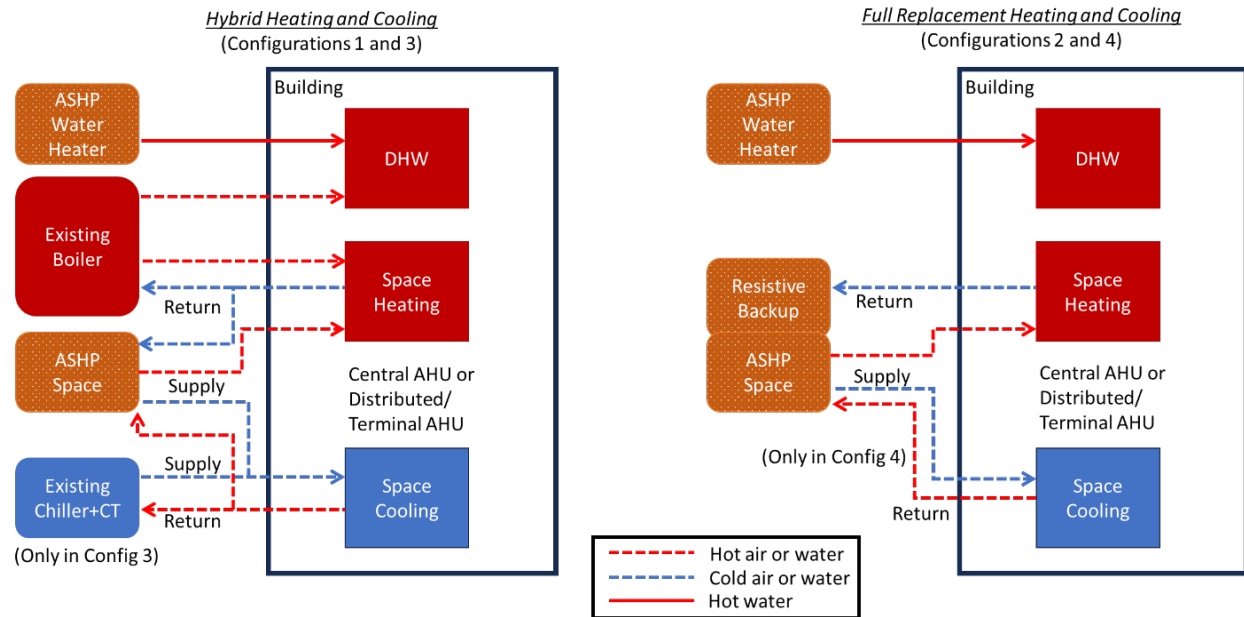 Hybrid Heating and Cooling
(Configurations 1 and 3)
Building
ASHP
Water
Heater
DHW
Existing
Boiler
Space
Heating
Return
ASHP
Space
Supply
Central AHU or
Distributed/
Terminal AHU
Existing
Chiller+CT
Supply
Return
Space
Cooling
(Only in Config 3)
Full Replacement Heating and Cooling
(Configurations 2 and 4)
Building
ASHP
Water
Heater
DHW
Resistive
Backup
Return
Space
Heating
ASHP
Space
Supply
Central AHU or
Distributed/
Terminal AHU
(Only in Config 4)
Return
Space
Cooling
Hot air or water
Cold air or water
Hot water